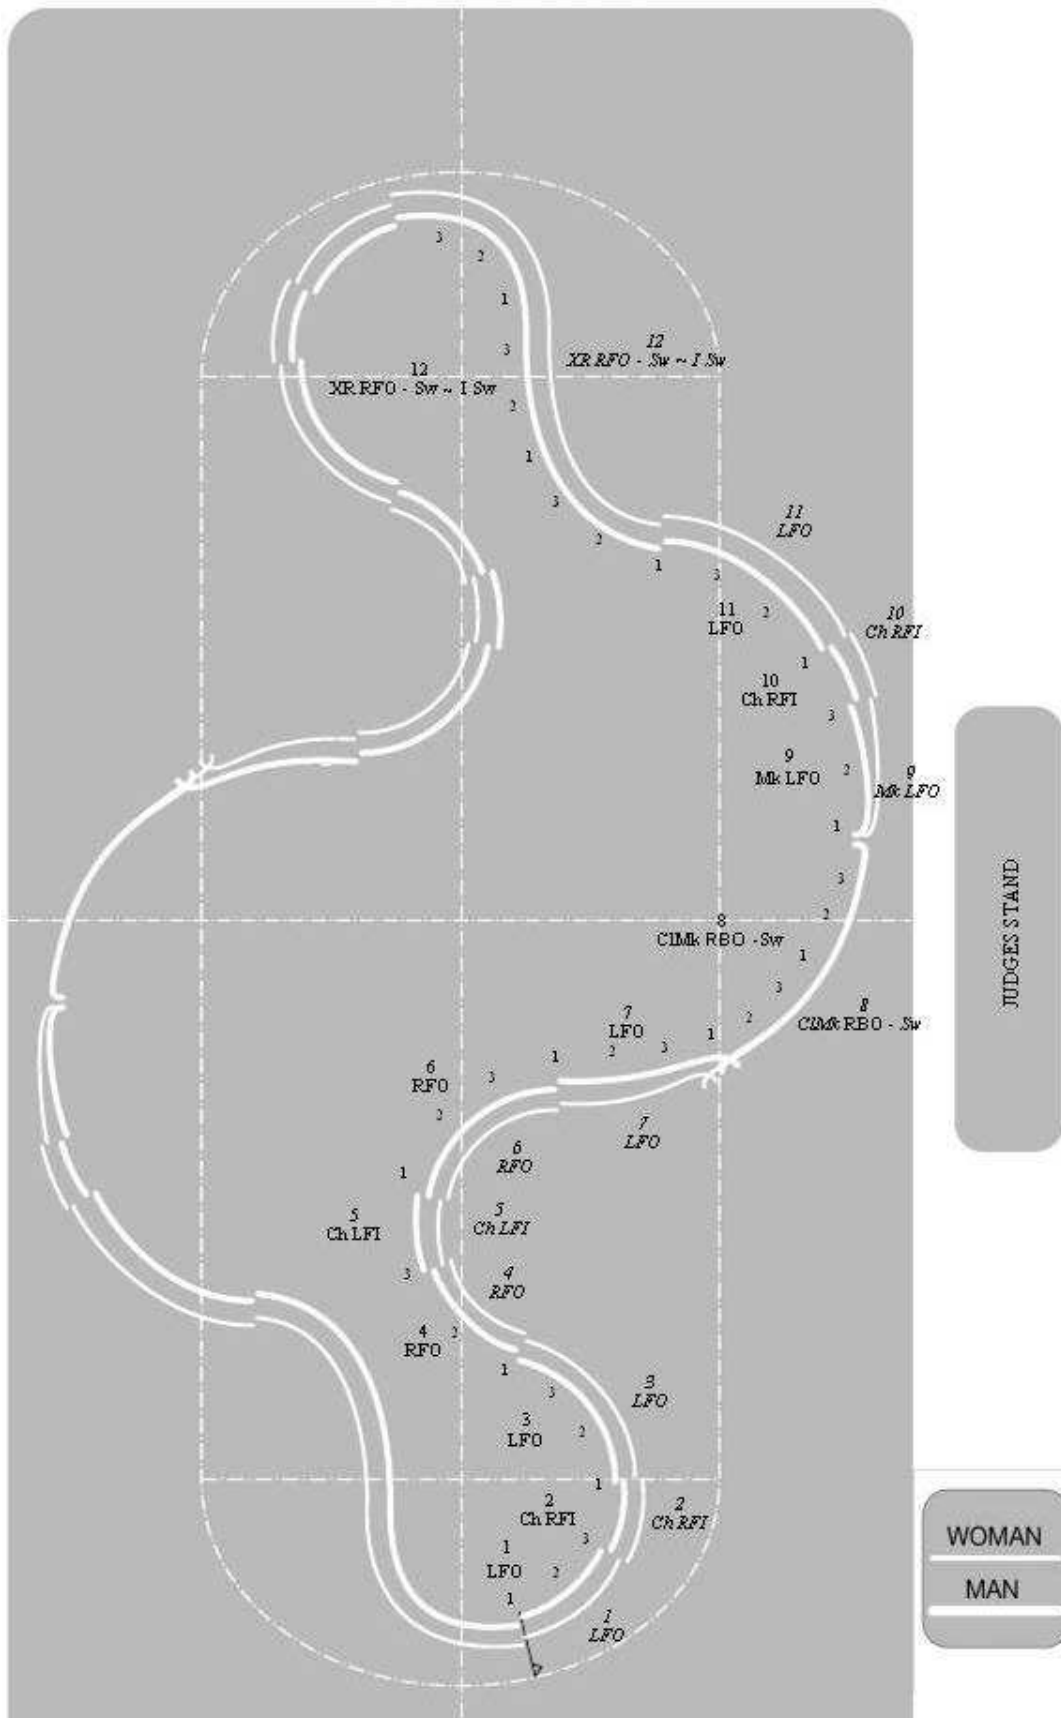 3
2
1
3
12
XR RFO - Sw ~ I Sw
12
XR RFO - Sw ~ I Sw
2
1
3
2
1
11
LFO
3
11
LFO
2
10
Ch RFI
1
10
Ch RFI
3
9
Mk LFO
2
9
Mk LFO
1
3
JUDGES STAND
2
8
ClMk RBO - Sw
1
3
8
ClMk RBO - Sw
2
7
LFO
1
2
3
1
6
RFO
3
2
7
LFO
6
RFO
1
5
Ch LFI
5
Ch LFI
3
4
RFO
4
RFO
2
1
3
3
LFO
3
LFO
2
1
2
Ch RFI
2
Ch RFI
3
1
LFO
2
1
1
LFO
WOMAN
MAN